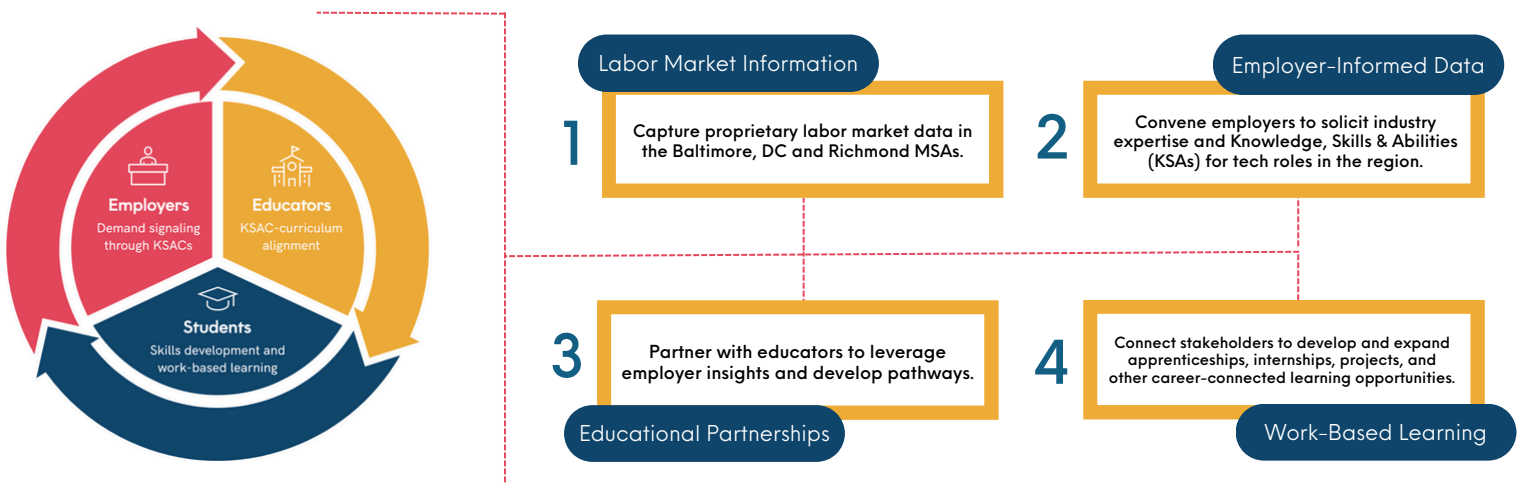 Employers
Demand signaling
through KSACs
Educators
KSAC-curriculum
alignment
Students
Skills development and
work-based learning
Labor Market Information
1
Capture proprietary labor market data in
the Baltimore, DC and Richmond MSAs.
Employer-Informed Data
2
Convene employers to solicit industry
expertise and Knowledge, Skills & Abilities
(KSAs) for tech roles in the region.
3
Partner with educators to leverage
employer insights and develop pathways.
Educational Partnerships
4
Connect stakeholders to develop and expand
apprenticeships, internships, projects, and
other career-connected learning opportunities.
Work-Based Learning